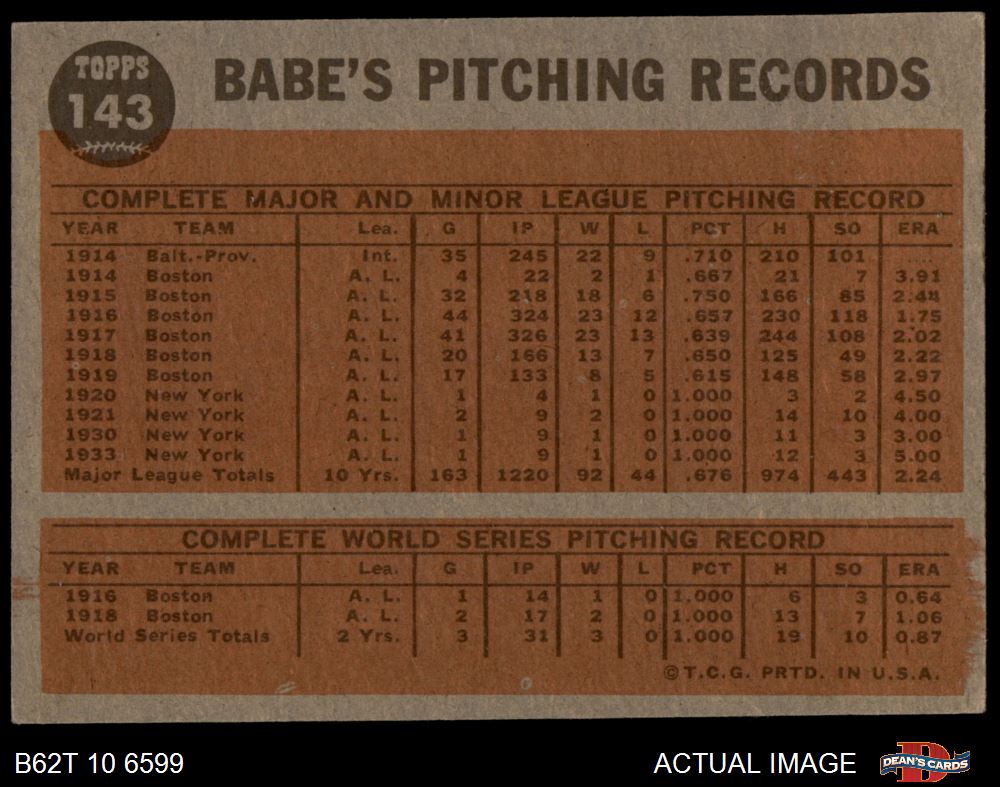 TOPPS
143
BABE'S PITCHING RECORDS
COMPLETE MAJOR AND MINOR LEAGUE PITCHING RECORD
YEAR TEAM Lea. G IP W L PCT H SO ERA
1914 Balt.-Prov. Int. 35 245 22 9 .710 210 101 ....
1914 Boston A. L. 4 22 2 1 .667 21 7 3.91
1915 Boston A. L. 32 218 18 6 .750 166 85 2.44
1916 Boston A. L. 44 324 23 12 .657 230 118 1.75
1917 Boston A. L. 41 326 23 13 .639 244 108 2.02
1918 Boston A. L. 20 166 13 7 .650 125 49 2.22
1919 Boston A. L. 17 133 8 5 .615 148 58 2.97
1920 New York A. L. 1 4 1 0 1.000 3 2 4.50
1921 New York A. L. 2 9 2 0 1.000 14 10 4.00
1930 New York A. L. 1 9 1 0 1.000 11 3 3.00
1933 New York A. L. 1 9 1 0 1.000 12 3 5.00
Major League Totals 10 Yrs. 163 1220 92 44 .676 974 443 2.24
COMPLETE WORLD SERIES PITCHING RECORD
YEAR TEAM Lea. G IP W L PCT H SO ERA
1916 Boston A. L. 1 14 1 0 1.000 6 3 0.64
1918 Boston A. L. 2 17 2 0 1.000 13 7 1.06
World Series Totals 2 Yrs. 3 31 3 0 1.000 19 10 0.87
©T.C.G. PRTD. IN U.S.A.
B62T 10 6599
ACTUAL IMAGE
D
DEAN'S CARDS